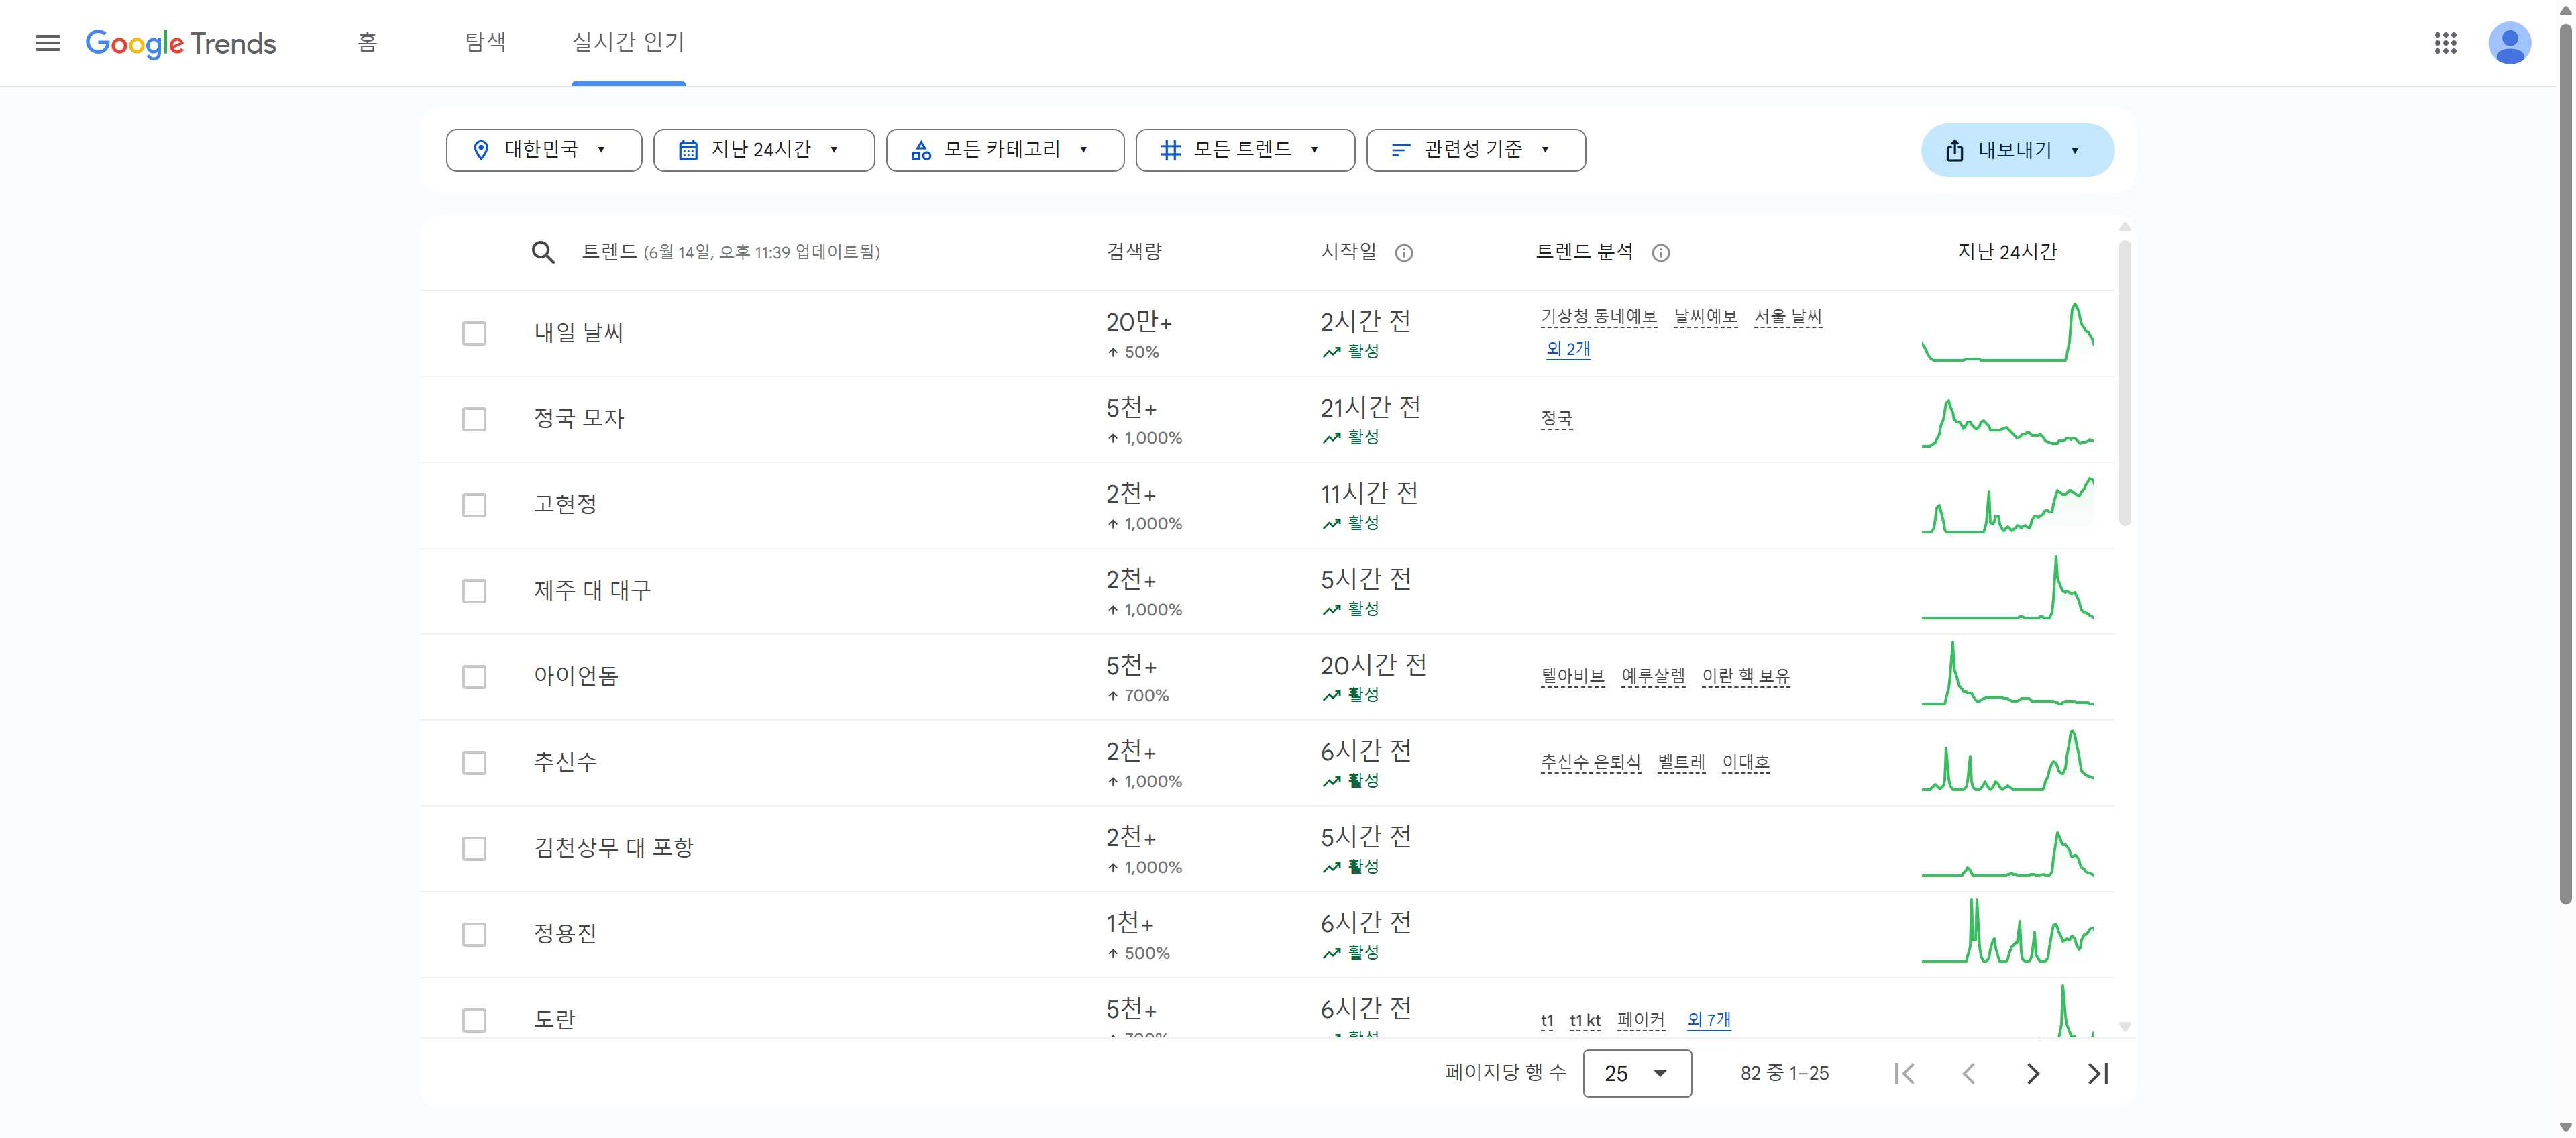 Google Trends 홈 탐색 실시간 인기
대한민국 지난 24시간 모든 카테고리 모든 트렌드 관련성 기준 내보내기
트렌드 (6월 14일, 오후 11:39 업데이트됨) 검색량 시작일 트렌드 분석 지난 24시간
내일 날씨 20만+ 2시간 전 기상청 동네예보 날씨예보 서울 날씨
50% 활성 외 2개
정국 모자 5천+ 21시간 전 정국
1,000% 활성
고현정 2천+ 11시간 전
1,000% 활성
제주 대 대구 2천+ 5시간 전
1,000% 활성
아이언돔 5천+ 20시간 전 텔아비브 예루살렘 이란 핵 보유
700% 활성
추신수 2천+ 6시간 전 추신수 은퇴식 벨트레 이대호
1,000% 활성
김천상무 대 포항 2천+ 5시간 전
1,000% 활성
정용진 1천+ 6시간 전
500% 활성
도란 5천+ 6시간 전 t1 t1 kt 페이커 외 7개
페이지당 행 수 25 82 중 1–25